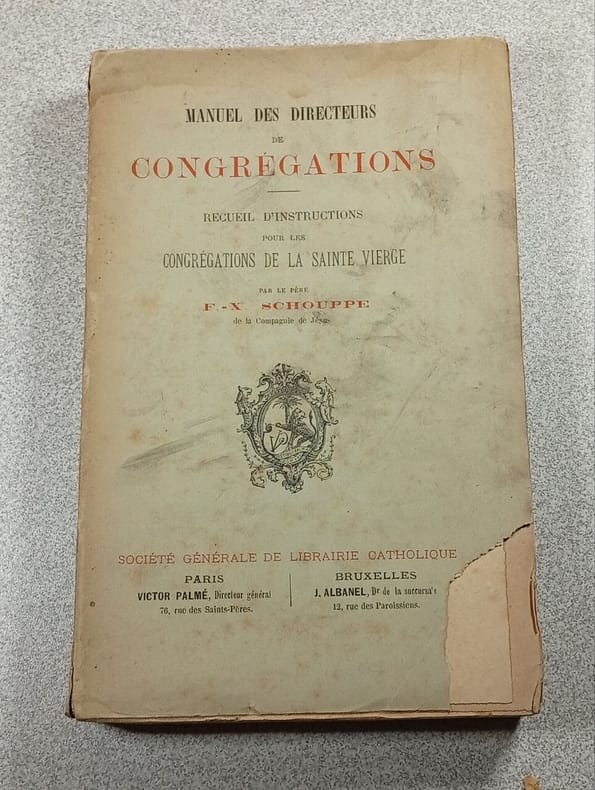 MANUEL DES DIRECTEURS
DE
CONGRÉGATIONS
RECUEIL D'INSTRUCTIONS
POUR LES
CONGRÉGATIONS DE LA SAINTE VIERGE
PAR LE PÈRE
F.-X. SCHOUPPE
de la Compagnie de Jésus
SOCIÉTÉ GÉNÉRALE DE LIBRAIRIE CATHOLIQUE
PARIS
VICTOR PALMÉ, Directeur général
76, rue des Saints-Pères.
BRUXELLES
J. ALBANEL, Dr de la succursale
12, rue des Paroissiens.